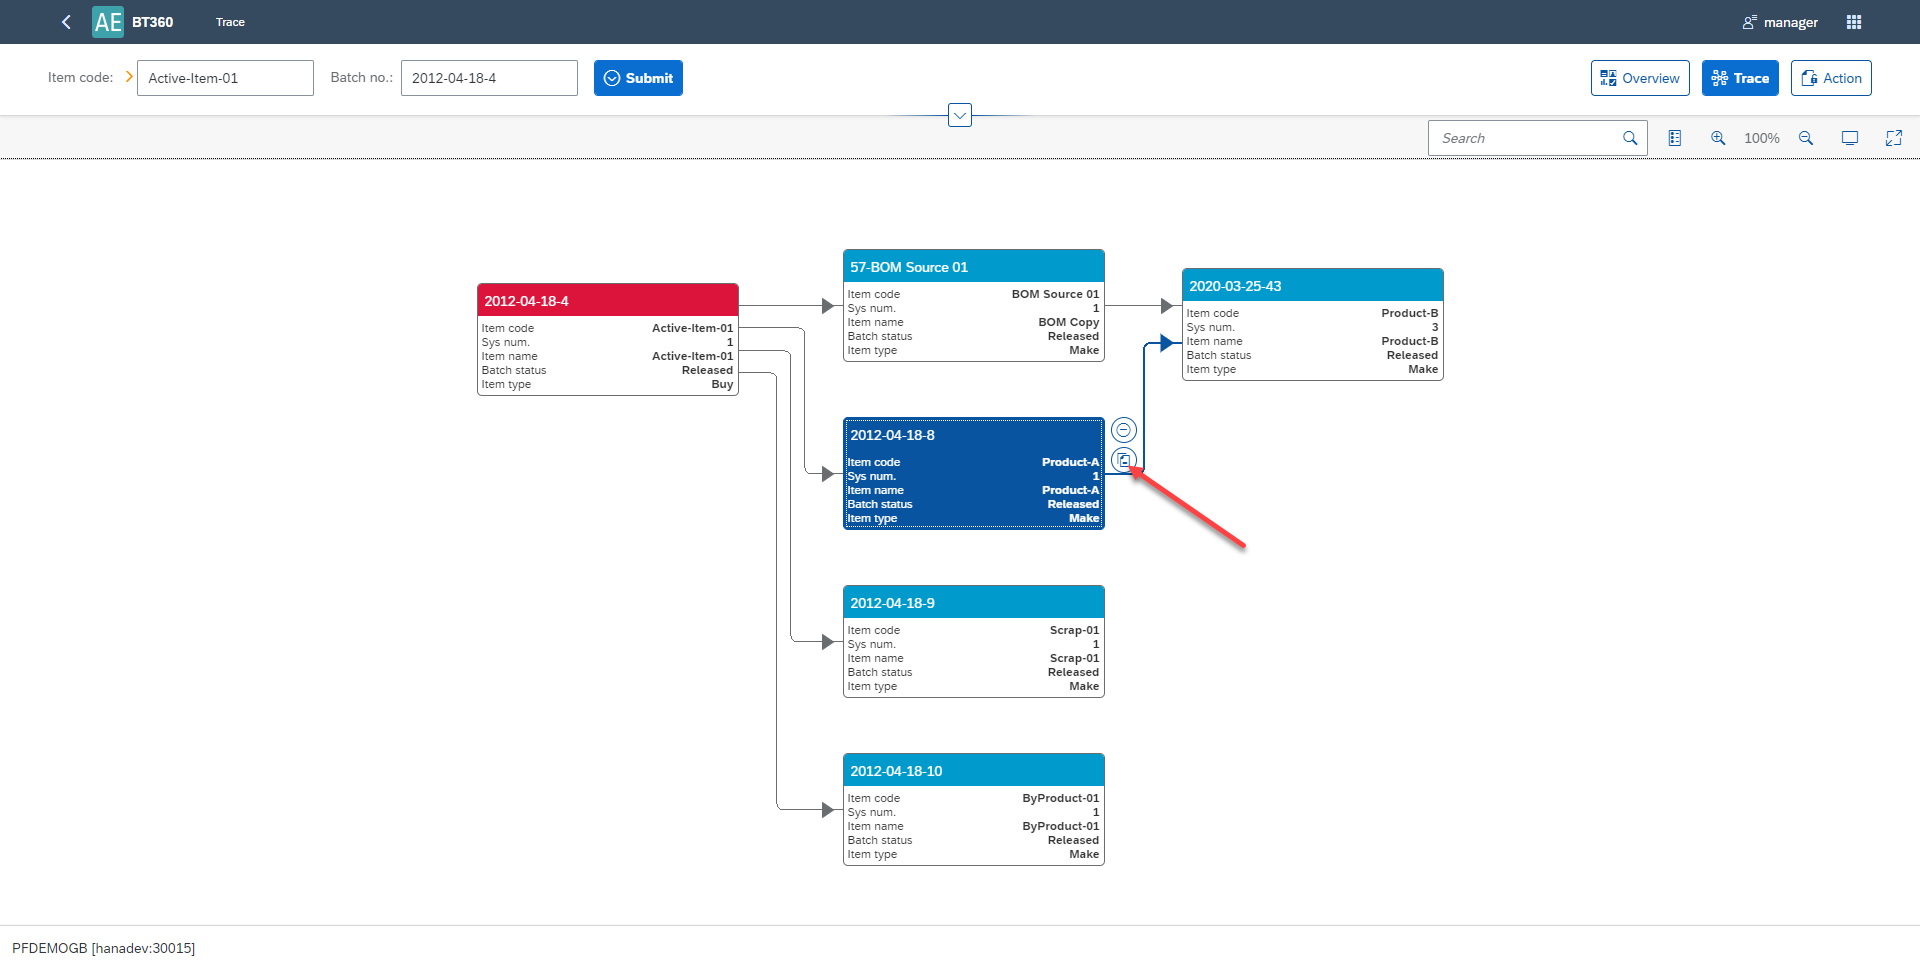 AE BT360 Trace manager
Item code: Active-Item-01 Batch no.: 2012-04-18-4 Submit Overview Trace Action
Search 100%
2012-04-18-4
Item code Active-Item-01
Sys num. 1
Item name Active-Item-01
Batch status Released
Item type Buy
57-BOM Source 01
Item code BOM Source 01
Sys num. 1
Item name BOM Copy
Batch status Released
Item type Make
2020-03-25-43
Item code Product-B
Sys num. 3
Item name Product-B
Batch status Released
Item type Make
2012-04-18-8
Item code Product-A
Sys num. 1
Item name Product-A
Batch status Released
Item type Make
2012-04-18-9
Item code Scrap-01
Sys num. 1
Item name Scrap-01
Batch status Released
Item type Make
2012-04-18-10
Item code ByProduct-01
Sys num. 1
Item name ByProduct-01
Batch status Released
Item type Make
PFDEMOGB [hanadev:30015]